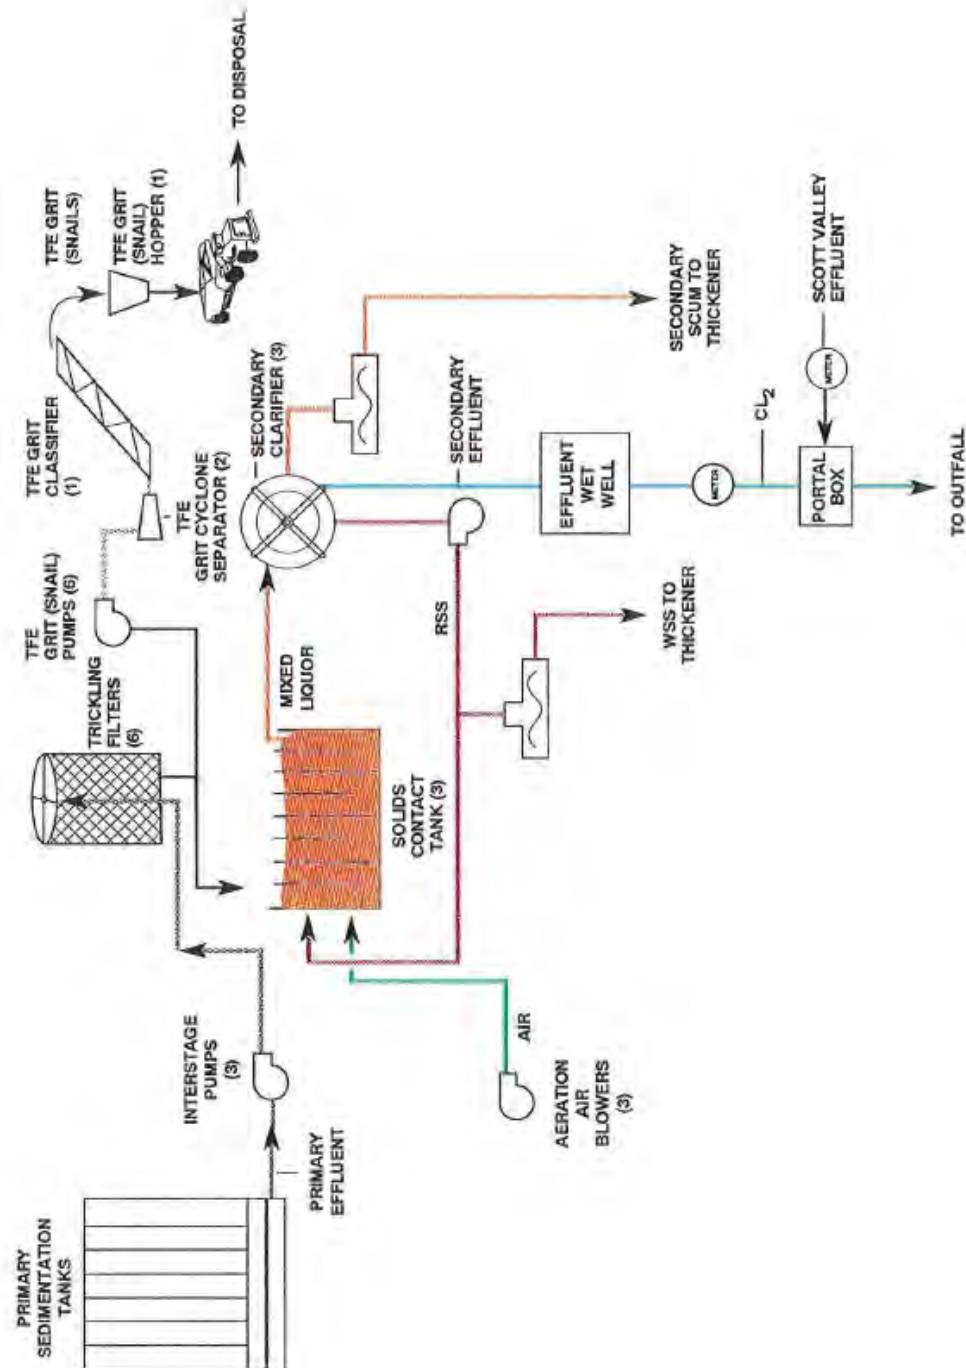 PRIMARY
SEDIMENTATION
TANKS
PRIMARY
EFFLUENT
INTERSTAGE
PUMPS
(3)
TRICKLING
FILTERS
(6)
TFE
GRIT (SNAIL)
PUMPS (6)
TFE GRIT
CLASSIFIER
(1)
TFE GRIT
(SNAILS)
TFE GRIT
(SNAIL)
HOPPER (1)
TO DISPOSAL
TFE
GRIT CYCLONE
SEPARATOR (2)
SECONDARY
CLARIFIER (3)
MIXED
LIQUOR
SOLIDS
CONTACT
TANK (3)
AIR
AERATION
AIR
BLOWERS
(3)
RSS
WSS TO
THICKENER
SECONDARY
EFFLUENT
SECONDARY
SCUM TO
THICKENER
EFFLUENT
WET
WELL
METER
CL2
PORTAL
BOX
METER
SCOTT VALLEY
EFFLUENT
TO OUTFALL